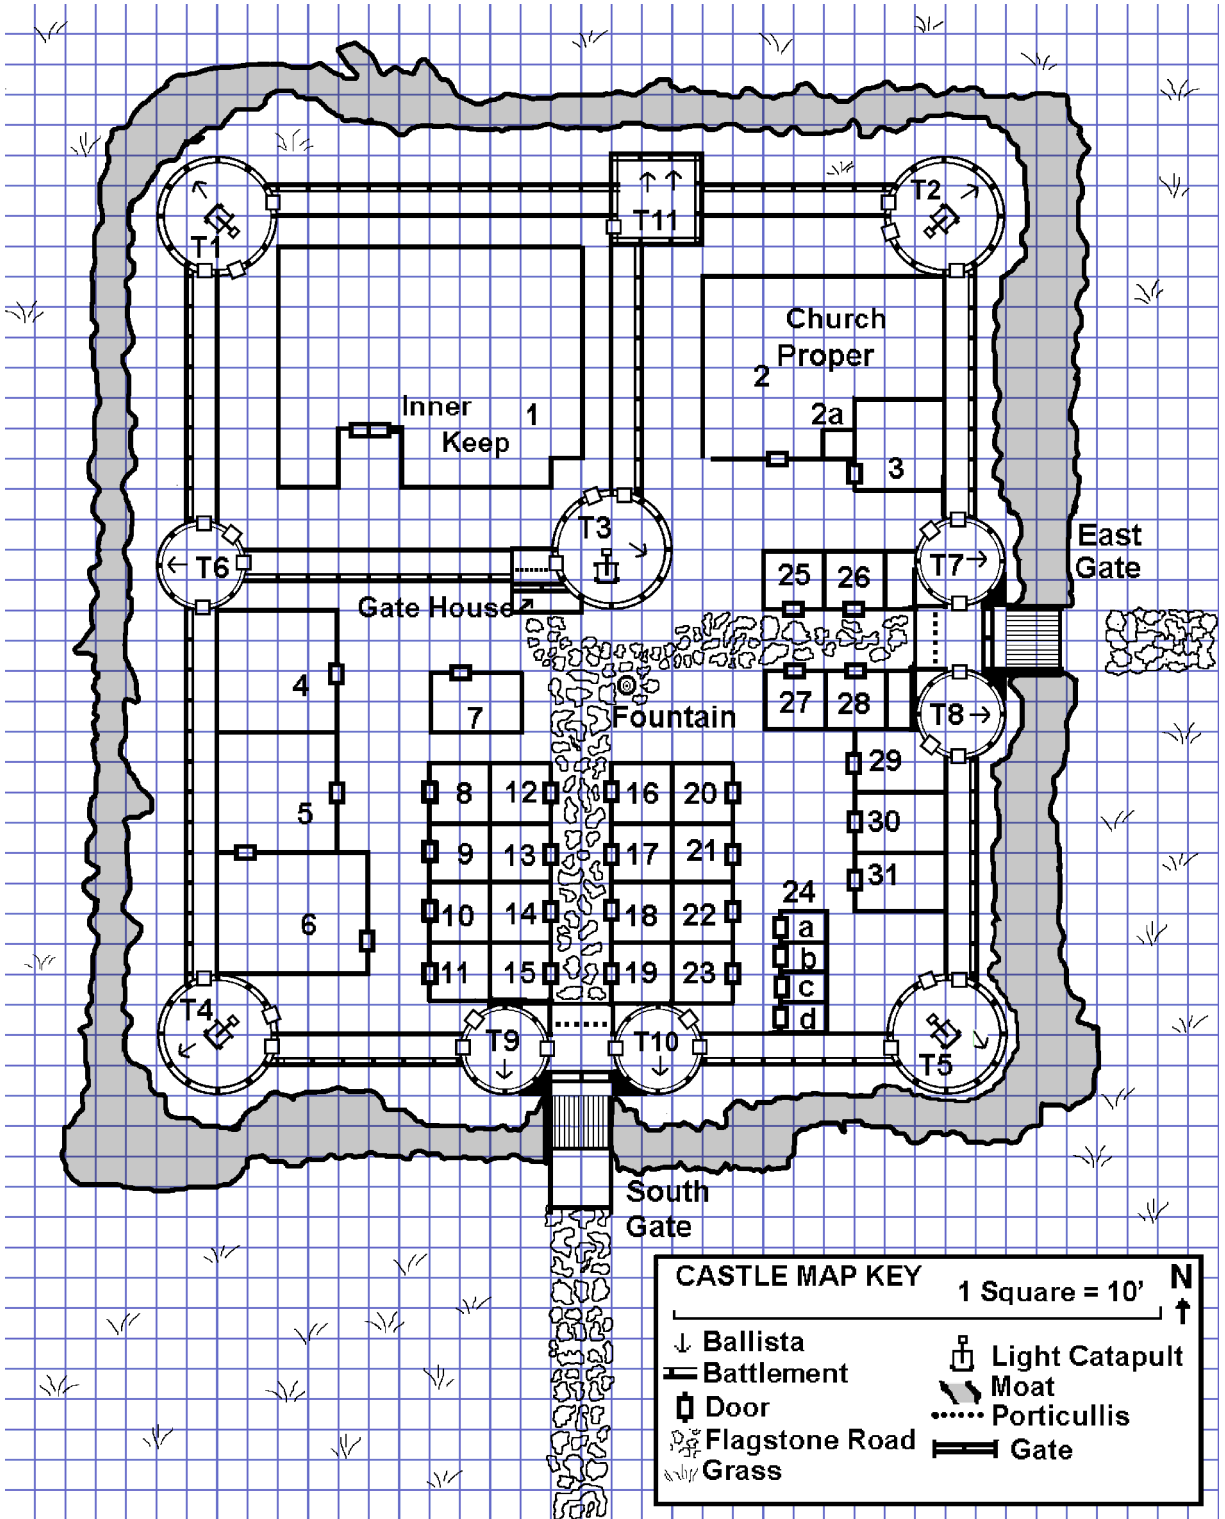 T2
T11
T1
Church
Proper
2
Inner
1
2a
Keep
3
T3
East
Gate
T6
T7
25
26
Gate House
4
27
28
T8
7
Fountain
29
5
8
12
16
20
30
9
13
17
21
31
24
6
10
14
18
22
a
b
11
15
19
23
c
d
T4
T9
T10
T5
South
Gate
CASTLE MAP KEY
N
1 Square = 10'
Ballista
Light Catapult
Battlement
Moat
Door
Porticullis
Flagstone Road
Gate
Grass